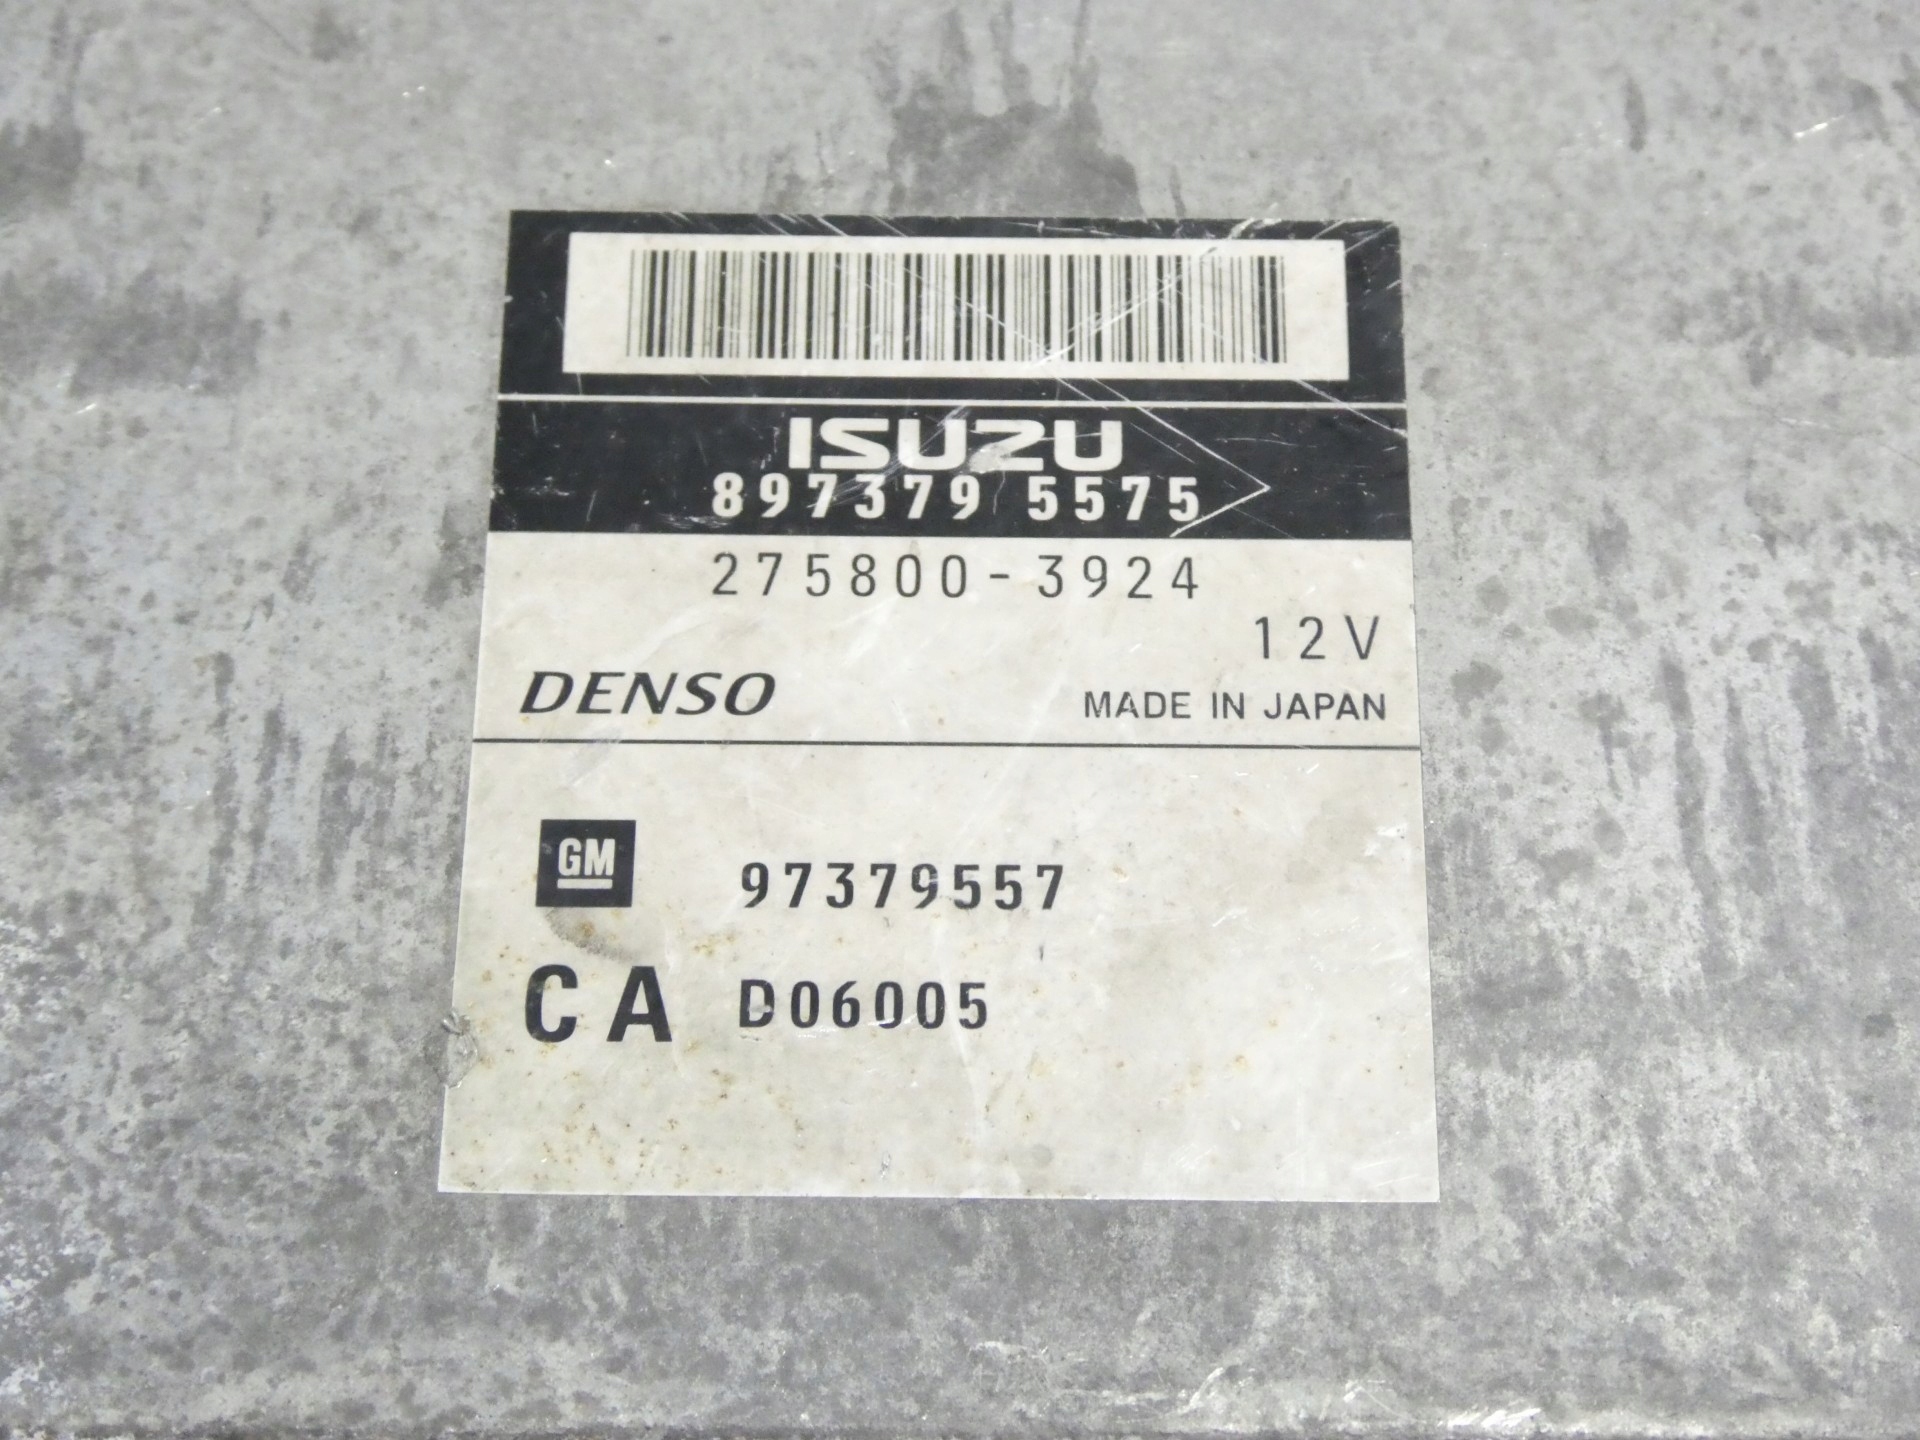 ISUZU
897379 5575
275800-3924
12V
DENSO MADE IN JAPAN
GM 97379557
CA D06005